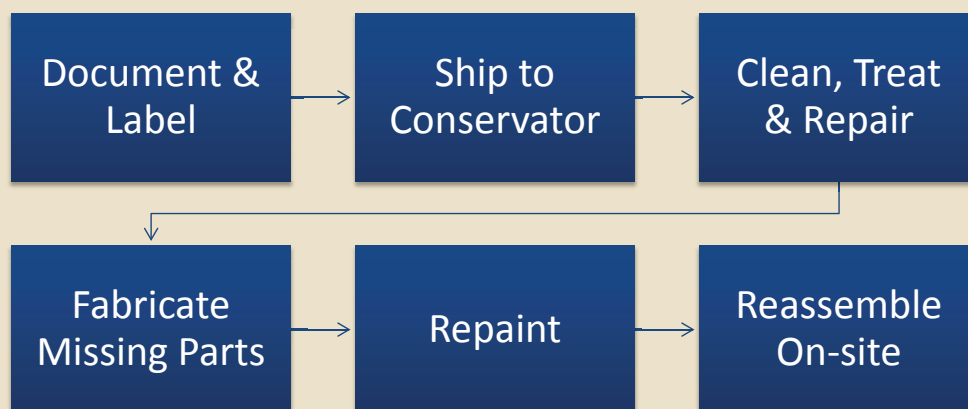 Document &
Label
Ship to
Conservator
Clean, Treat
& Repair
Fabricate
Missing Parts
Repaint
Reassemble
On-site